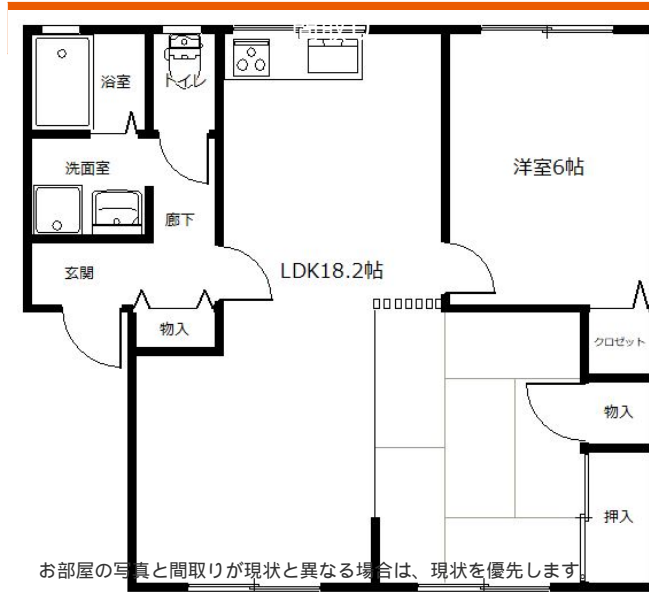 浴室
トイレ
洗面室
洋室6帖
廊下
玄関
LDK18.2帖
物入
クロゼット
物入
押入
お部屋の写真と間取りが現状と異なる場合は、現状を優先します